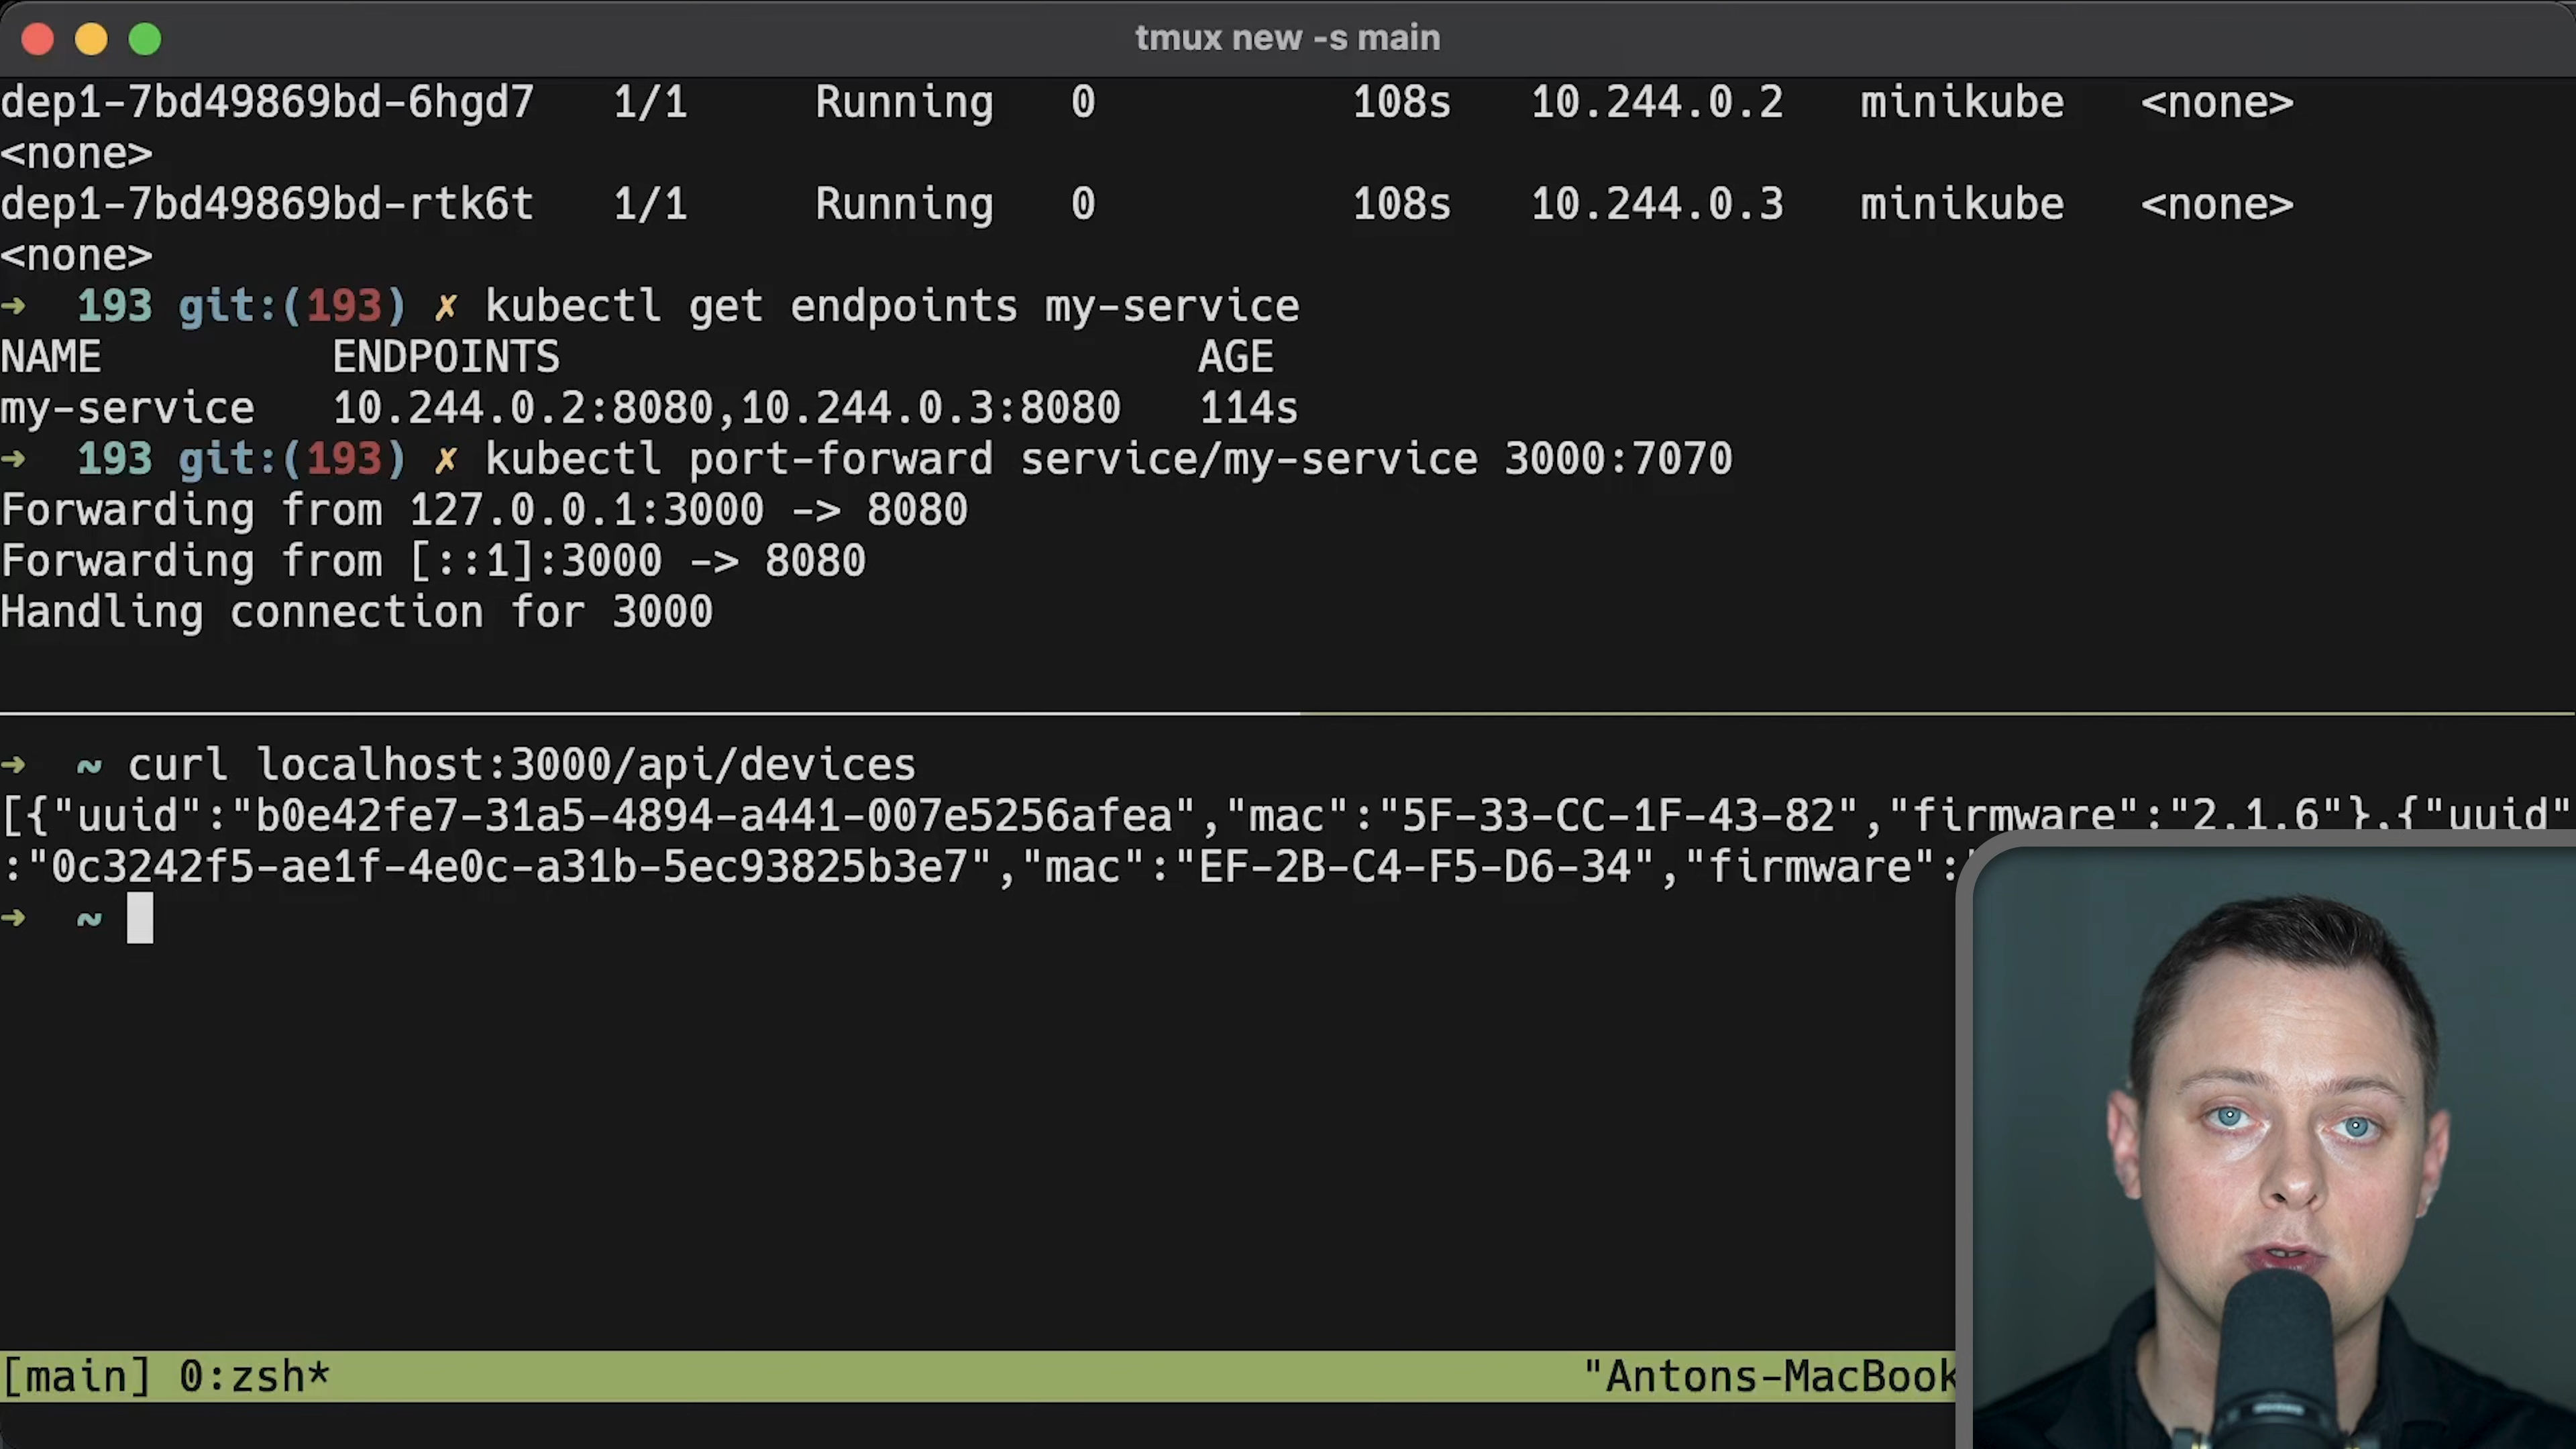 tmux new -s main
dep1-7bd49869bd-6hgd7 1/1 Running 0 108s 10.244.0.2 minikube <none>
<none>
dep1-7bd49869bd-rtk6t 1/1 Running 0 108s 10.244.0.3 minikube <none>
<none>
→ 193 git:(193) ✗ kubectl get endpoints my-service
NAME ENDPOINTS AGE
my-service 10.244.0.2:8080,10.244.0.3:8080 114s
→ 193 git:(193) ✗ kubectl port-forward service/my-service 3000:7070
Forwarding from 127.0.0.1:3000 -> 8080
Forwarding from [::1]:3000 -> 8080
Handling connection for 3000
→ ~ curl localhost:3000/api/devices
[{"uuid":"b0e42fe7-31a5-4894-a441-007e5256afea","mac":"5F-33-CC-1F-43-82","firmware":"2.1.6"},{"uuid"
:"0c3242f5-ae1f-4e0c-a31b-5ec93825b3e7","mac":"EF-2B-C4-F5-D6-34","firmware":
→ ~
[main] 0:zsh* "Antons-MacBook